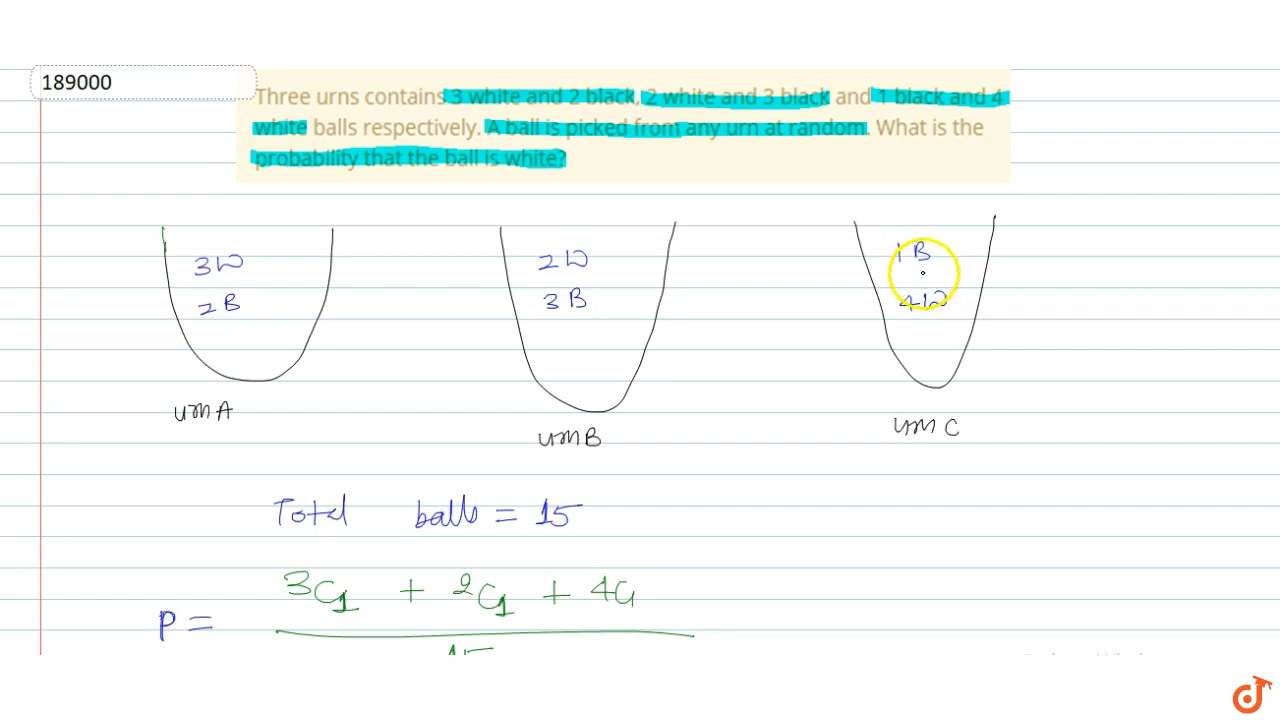 189000
Three urns contains 3 white and 2 black, 2 white and 3 black and 1 black and 4
white balls respectively. A ball is picked from any urn at random. What is the
probability that the ball is white?
3W 2W 1B
2B 3B 4W
urn A urn B urn C
Total balls = 15
3C1 + 2C1 + 4C1
P =
15